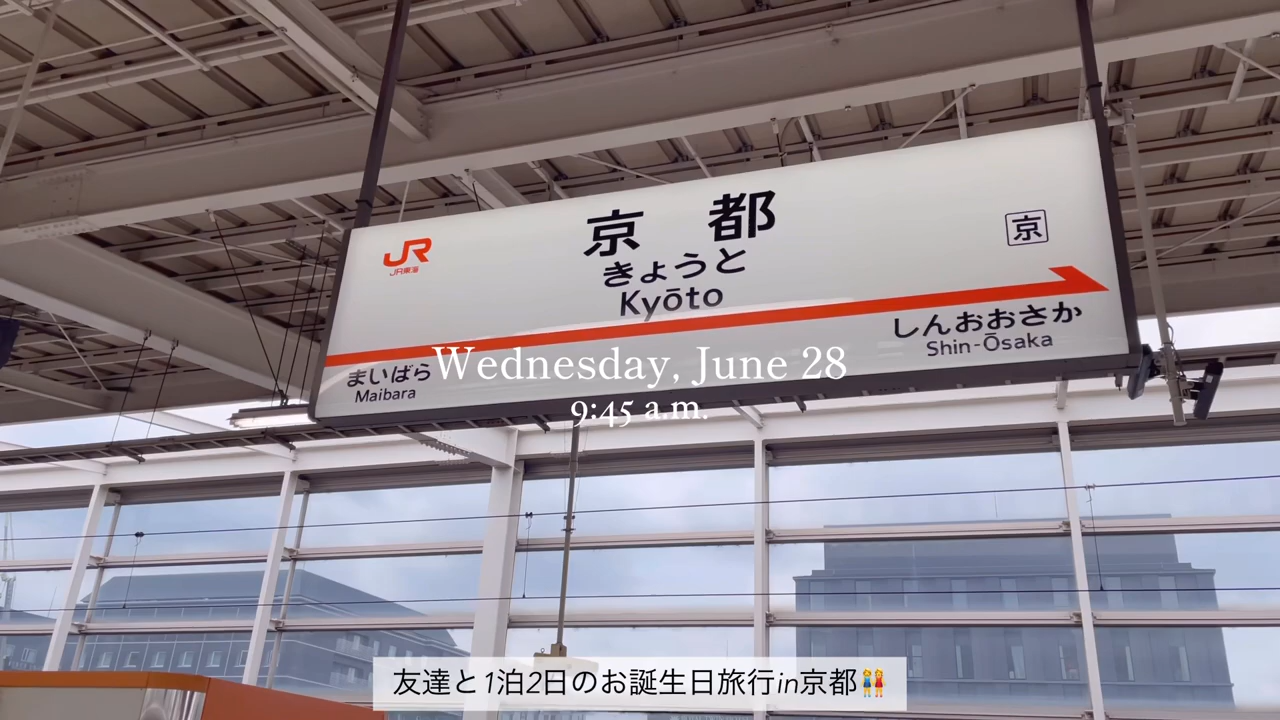 JR
JR東海
京都
京
きょうと
Kyōto
しんおおさか
Shin-Ōsaka
まいばら
Maibara
Wednesday, June 28
9:45 a.m.
友達と1泊2日のお誕生日旅行in京都👭